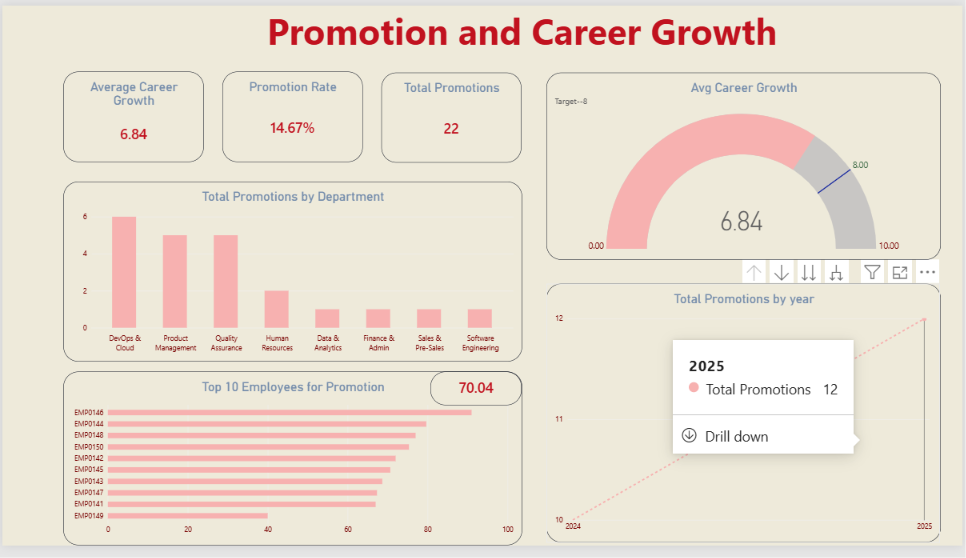 Promotion and Career Growth
Average Career
Growth
6.84
Promotion Rate
14.67%
Total Promotions
22
Avg Career Growth
Target--8
8.00
6.84
0.00
10.00
Total Promotions by Department
6
4
2
0
DevOps &
Cloud
Product
Management
Quality
Assurance
Human
Resources
Data &
Analytics
Finance &
Admin
Sales &
Pre-Sales
Software
Engineering
Total Promotions by year
12
11
10
2024
2025
2025
Total Promotions 12
Drill down
Top 10 Employees for Promotion
70.04
EMP0146
EMP0144
EMP0148
EMP0150
EMP0142
EMP0145
EMP0143
EMP0147
EMP0141
EMP0149
0 20 40 60 80 100